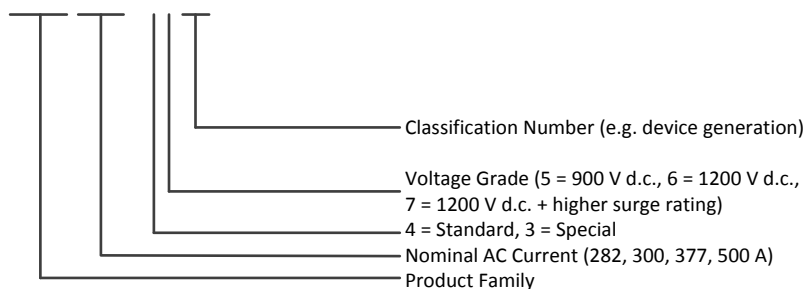 Classification Number (e.g. device generation)
Voltage Grade (5 = 900 V d.c., 6 = 1200 V d.c.,
7 = 1200 V d.c. + higher surge rating)
4 = Standard, 3 = Special
Nominal AC Current (282, 300, 377, 500 A)
Product Family